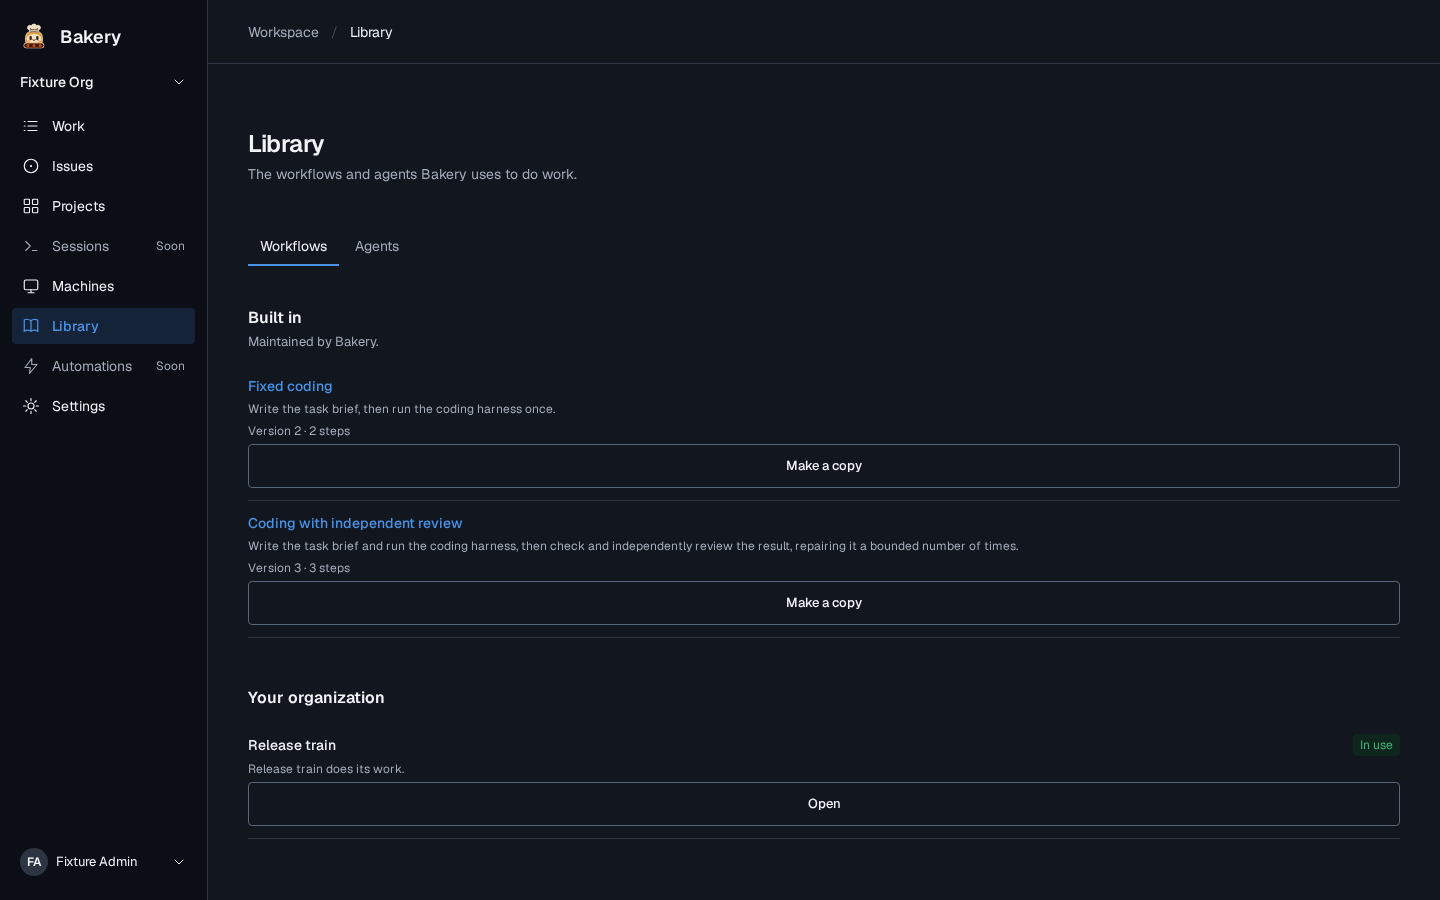 Bakery
Fixture Org
Work
Issues
Projects
Sessions Soon
Machines
Library
Automations Soon
Settings
FA Fixture Admin
Workspace / Library
Library
The workflows and agents Bakery uses to do work.
Workflows Agents
Built in
Maintained by Bakery.
Fixed coding
Write the task brief, then run the coding harness once.
Version 2 · 2 steps
Make a copy
Coding with independent review
Write the task brief and run the coding harness, then check and independently review the result, repairing it a bounded number of times.
Version 3 · 3 steps
Make a copy
Your organization
Release train In use
Release train does its work.
Open